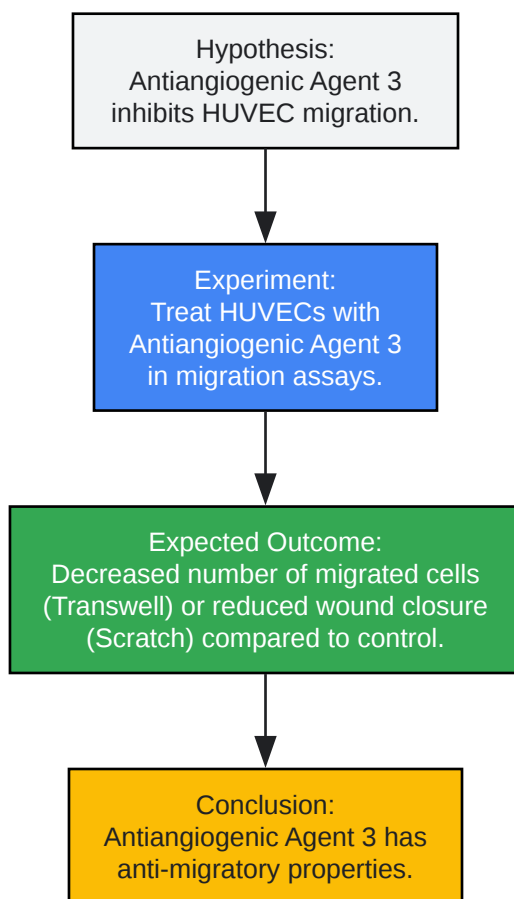 Hypothesis:
Antiangiogenic Agent 3
inhibits HUVEC migration.
Experiment:
Treat HUVECs with
Antiangiogenic Agent 3
in migration assays.
Expected Outcome:
Decreased number of migrated cells
(Transwell) or reduced wound closure
(Scratch) compared to control.
Conclusion:
Antiangiogenic Agent 3 has
anti-migratory properties.